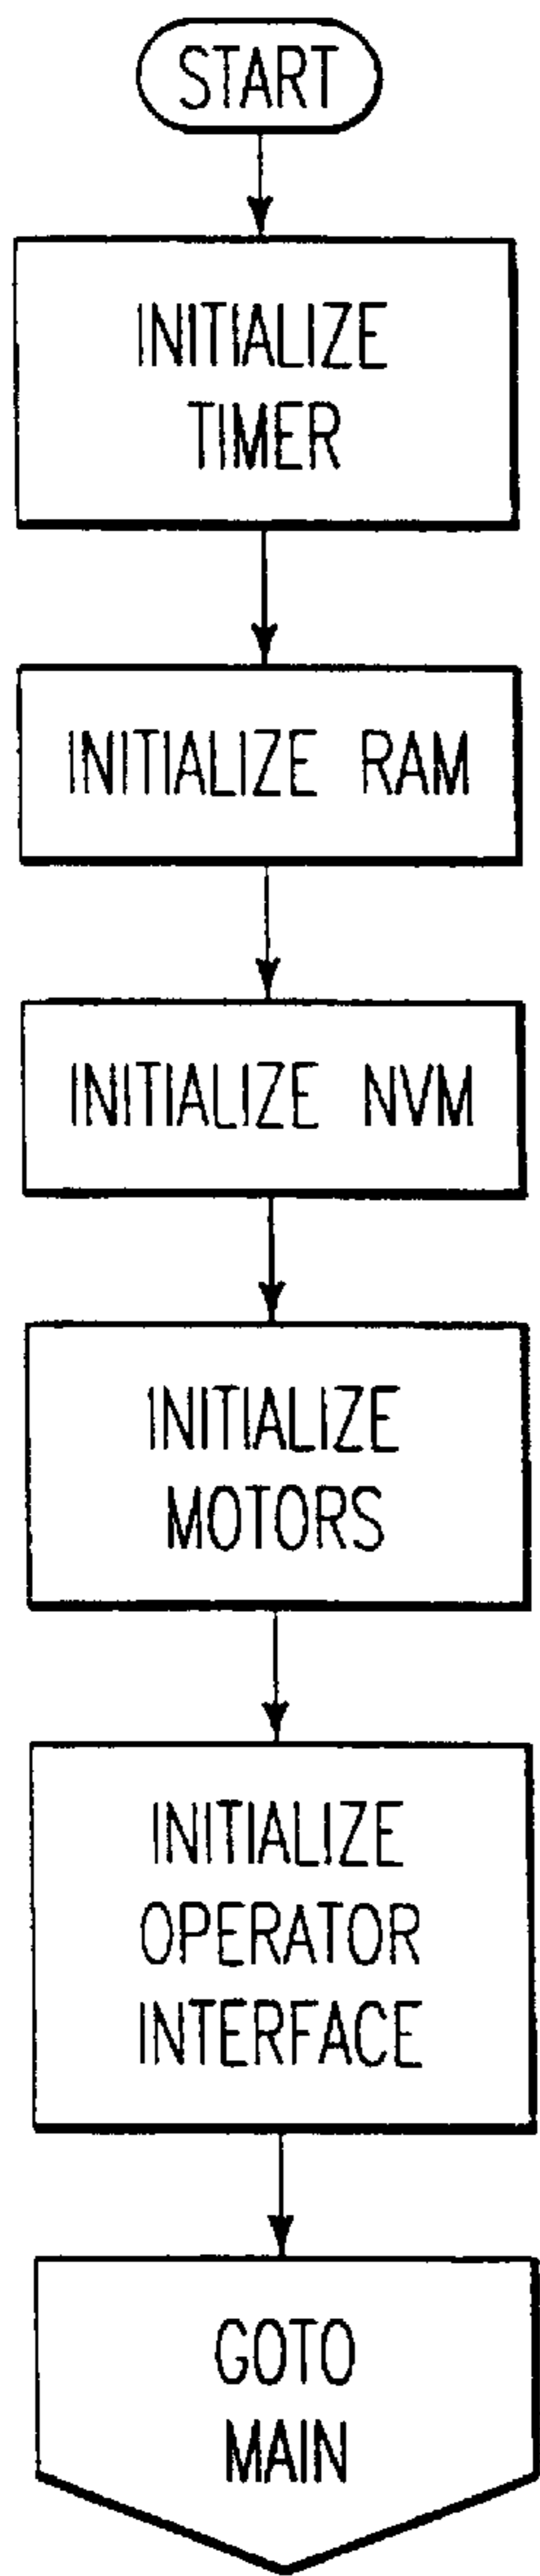 START
INITIALIZE
TIMER
INITIALIZE RAM
INITIALIZE NVM
INITIALIZE
MOTORS
INITIALIZE
OPERATOR
INTERFACE
GOTO
MAIN